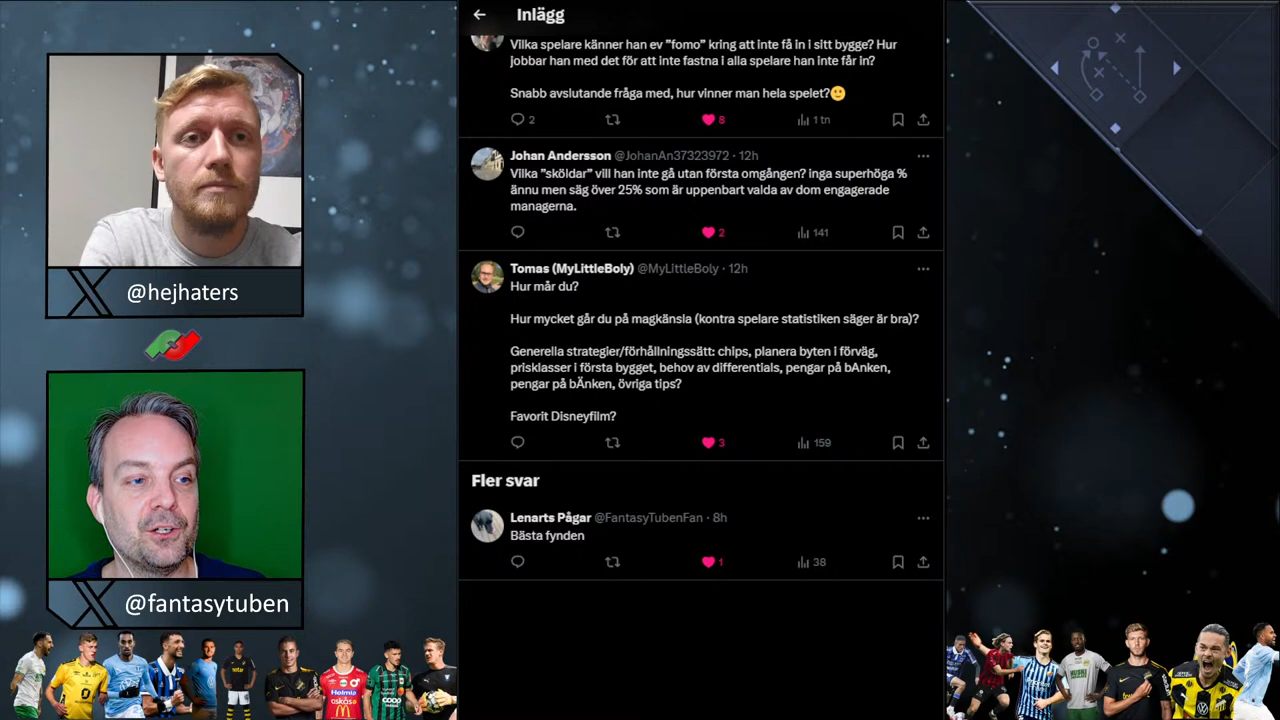 Inlägg
Vilka spelare känner han ev ”fomo” kring att inte få in i sitt bygge? Hur
jobbar han med det för att inte fastna i alla spelare han inte får in?
Snabb avslutande fråga med, hur vinner man hela spelet?🙂
2
8
1 tn
Johan Andersson @JohanAn37323972 · 12h
Vilka ”sköldar” vill han inte gå utan första omgången? inga superhöga %
ännu men säg över 25% som är uppenbart valda av dom engagerade
managerna.
2
141
Tomas (MyLittleBoly) @MyLittleBoly · 12h
Hur mår du?
Hur mycket går du på magkänsla (kontra spelare statistiken säger är bra)?
Generella strategier/förhållningssätt: chips, planera byten i förväg,
prisklasser i första bygget, behov av differentials, pengar på bAnken,
pengar på bÄnken, övriga tips?
Favorit Disneyfilm?
3
159
Fler svar
Lenarts Pågar @FantasyTubenFan · 8h
Bästa fynden
1
38
@hejhaters
@fantasytuben